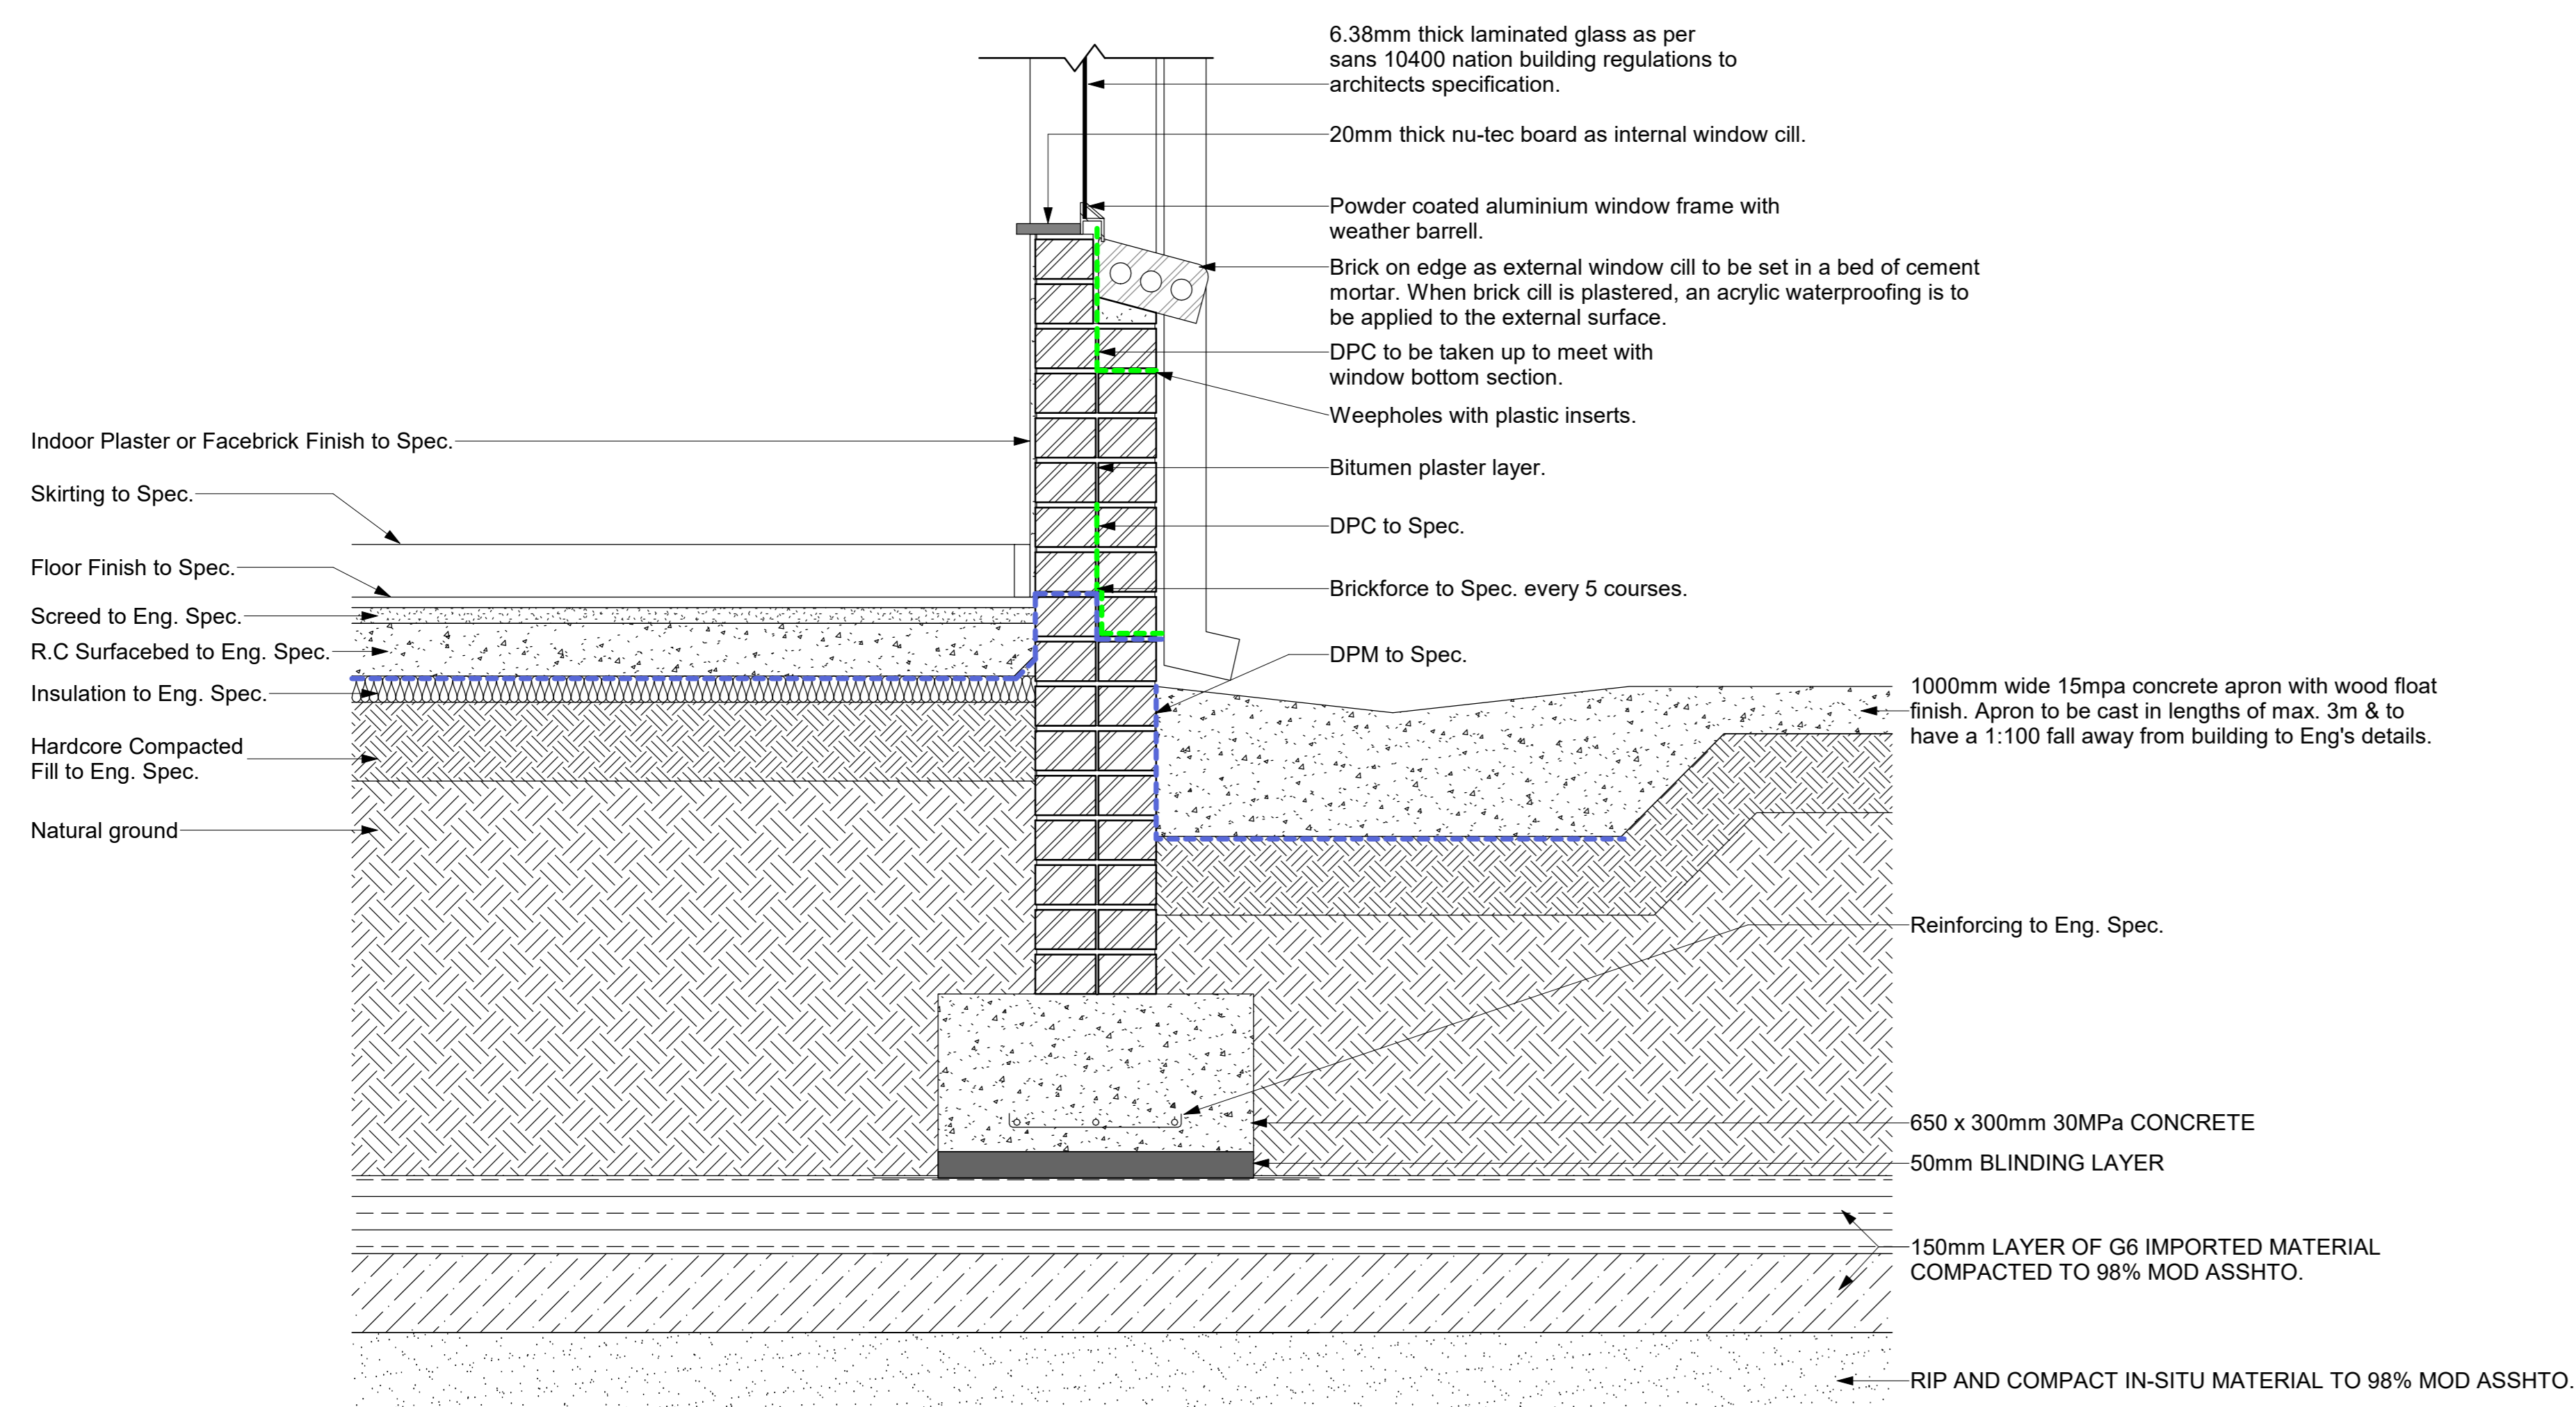 6.38mm thick laminated glass as per
sans 10400 nation building regulations to
architects specification.
20mm thick nu-tec board as internal window cill.
Powder coated aluminium window frame with
weather barrell.
Brick on edge as external window cill to be set in a bed of cement
mortar. When brick cill is plastered, an acrylic waterproofing is to
be applied to the external surface.
DPC to be taken up to meet with
window bottom section.
Weepholes with plastic inserts.
Bitumen plaster layer.
DPC to Spec.
Brickforce to Spec. every 5 courses.
DPM to Spec.
Indoor Plaster or Facebrick Finish to Spec.
Skirting to Spec.
Floor Finish to Spec.
Screed to Eng. Spec.
R.C Surfacebed to Eng. Spec.
Insulation to Eng. Spec.
Hardcore Compacted
Fill to Eng. Spec.
Natural ground
1000mm wide 15mpa concrete apron with wood float
finish. Apron to be cast in lengths of max. 3m & to
have a 1:100 fall away from building to Eng's details.
Reinforcing to Eng. Spec.
650 x 300mm 30MPa CONCRETE
50mm BLINDING LAYER
150mm LAYER OF G6 IMPORTED MATERIAL
COMPACTED TO 98% MOD ASSHTO.
RIP AND COMPACT IN-SITU MATERIAL TO 98% MOD ASSHTO.